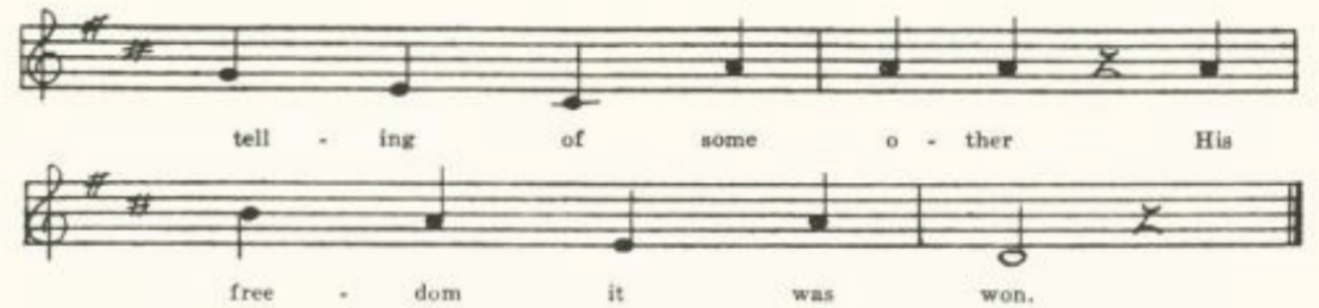 tell - ing of some o - ther His
free - dom it was won.